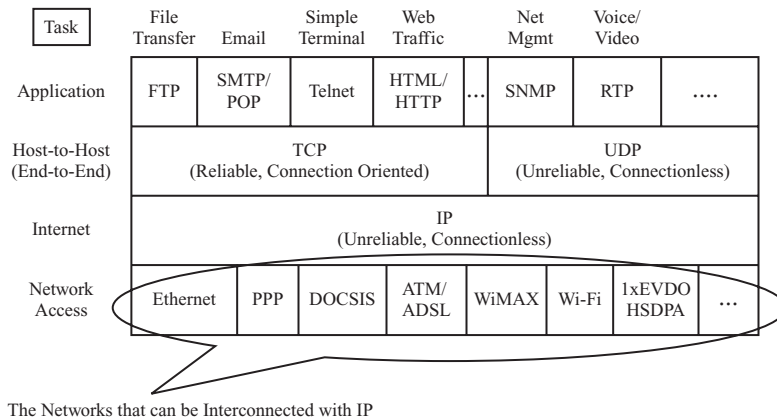 Task
File
Transfer
Email
Simple
Terminal
Web
Traffic
Net
Mgmt
Voice/
Video
Application
FTP
SMTP/
POP
Telnet
HTML/
HTTP
...
SNMP
RTP
....
Host-to-Host
(End-to-End)
TCP
(Reliable, Connection Oriented)
UDP
(Unreliable, Connectionless)
Internet
IP
(Unreliable, Connectionless)
Network
Access
Ethernet
PPP
DOCSIS
ATM/
ADSL
WiMAX
Wi-Fi
1xEVDO
HSDPA
...
The Networks that can be Interconnected with IP